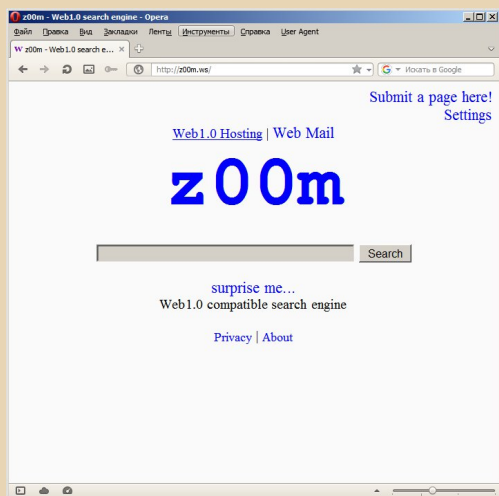 z00m - Web1.0 search engine - Opera
Файл Правка Вид Закладки Ленты Инструменты Справка User Agent
z00m - Web1.0 search e...
http://z00m.ws/ Искать в Google
Submit a page here!
Settings
Web1.0 Hosting | Web Mail
z00m
Search
surprise me...
Web1.0 compatible search engine
Privacy | About